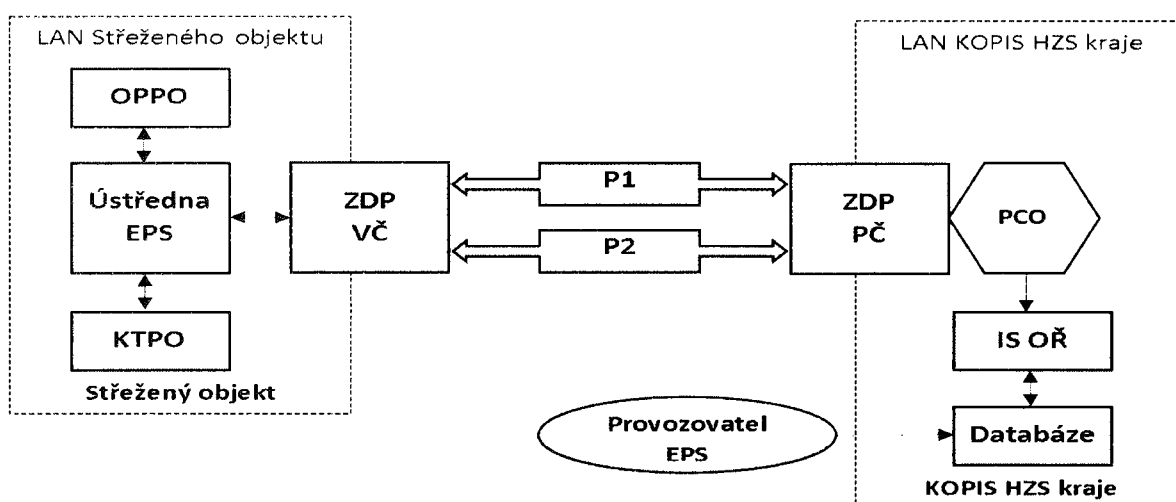 LAN Střeženého objektu
OPPO
Ústředna
EPS
KTPO
Střežený objekt
ZDP
VČ
P1
P2
ZDP
PČ
LAN KOPIS HZS kraje
PCO
IS OŘ
Databáze
KOPIS HZS kraje
Provozovatel
EPS